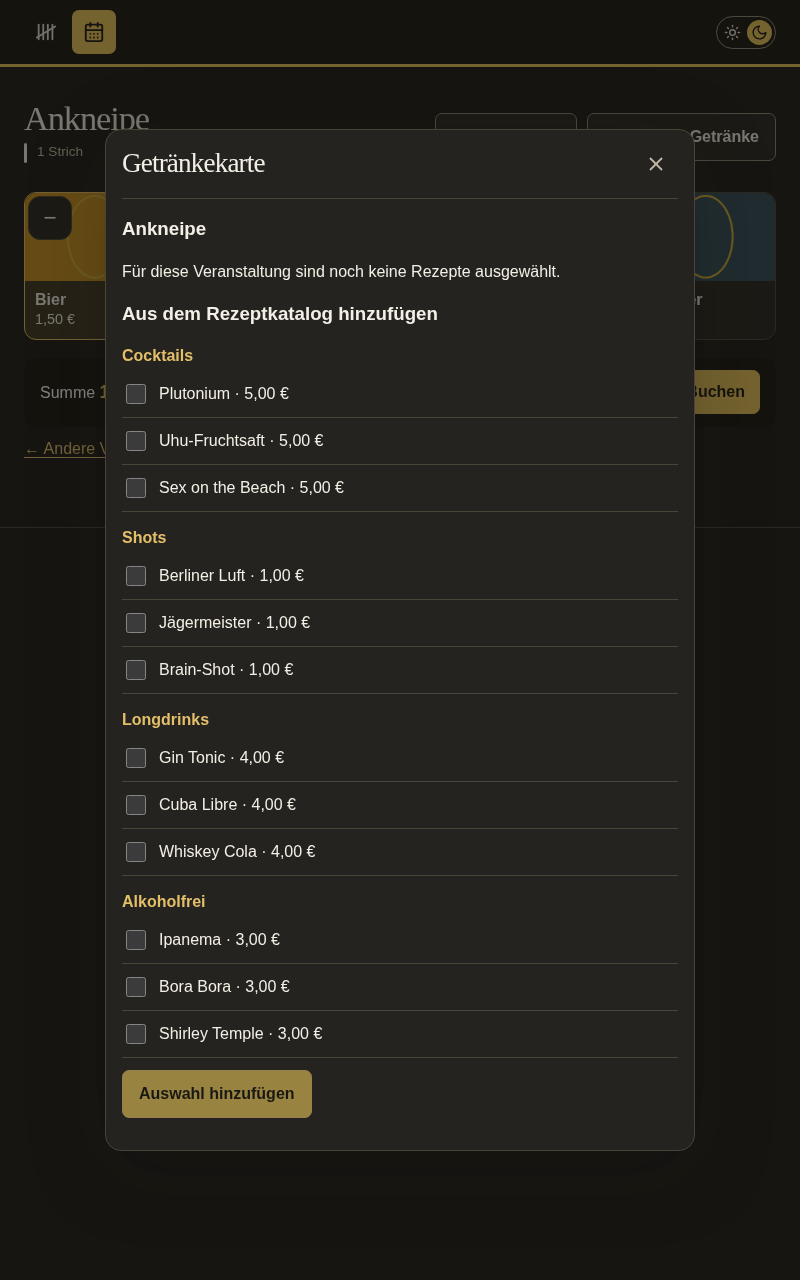 Ankneipe
1 Strich
Getränke
Getränkekarte
Ankneipe
Für diese Veranstaltung sind noch keine Rezepte ausgewählt.
Bier
1,50 €
Aus dem Rezeptkatalog hinzufügen
Cocktails
Summe
Plutonium · 5,00 €
Uhu-Fruchtsaft · 5,00 €
← Andere
Sex on the Beach · 5,00 €
Shots
Berliner Luft · 1,00 €
Jägermeister · 1,00 €
Brain-Shot · 1,00 €
Longdrinks
Gin Tonic · 4,00 €
Cuba Libre · 4,00 €
Whiskey Cola · 4,00 €
Alkoholfrei
Ipanema · 3,00 €
Bora Bora · 3,00 €
Shirley Temple · 3,00 €
Auswahl hinzufügen